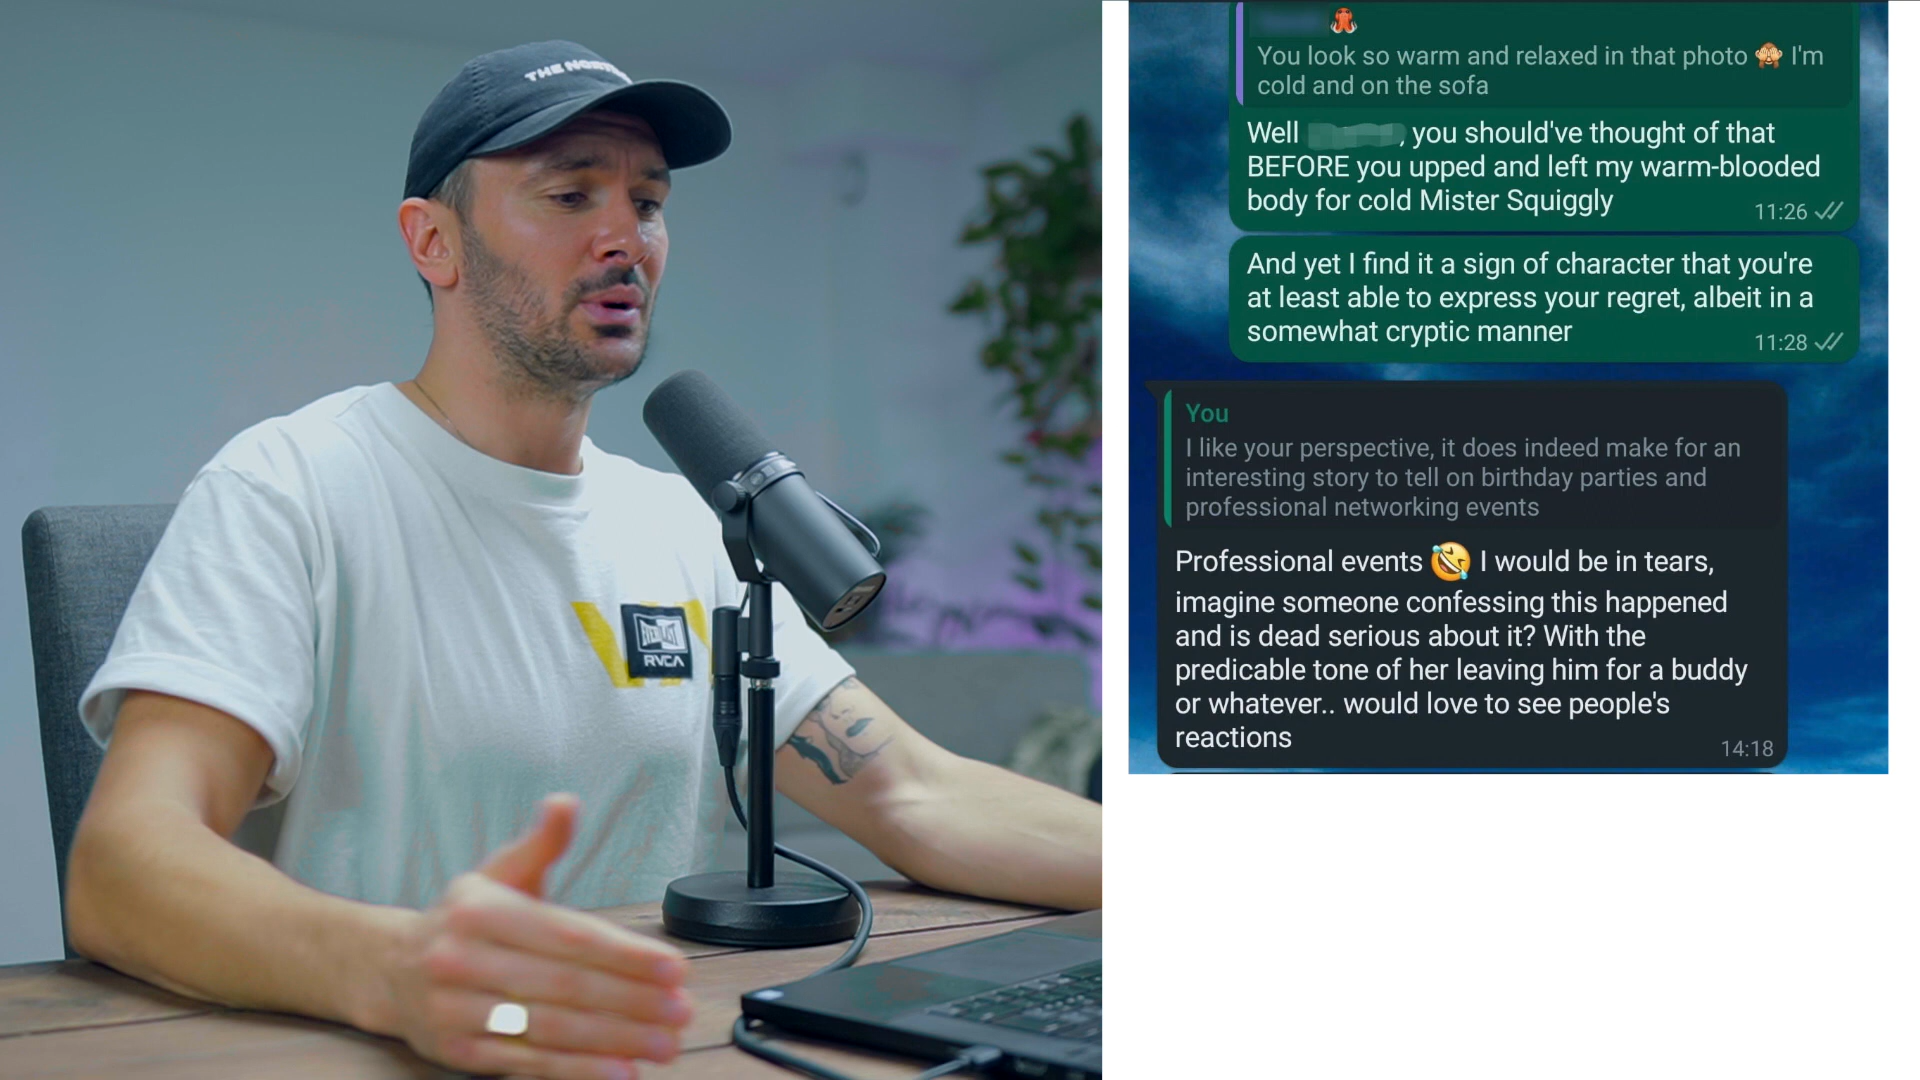 THE NORTH
EVERLAST
RVCA
You look so warm and relaxed in that photo 🙈 I'm
cold and on the sofa
Well , you should've thought of that
BEFORE you upped and left my warm-blooded
body for cold Mister Squiggly
11:26
And yet I find it a sign of character that you're
at least able to express your regret, albeit in a
somewhat cryptic manner
11:28
You
I like your perspective, it does indeed make for an
interesting story to tell on birthday parties and
professional networking events
Professional events 🤣 I would be in tears,
imagine someone confessing this happened
and is dead serious about it? With the
predicable tone of her leaving him for a buddy
or whatever.. would love to see people's
reactions
14:18